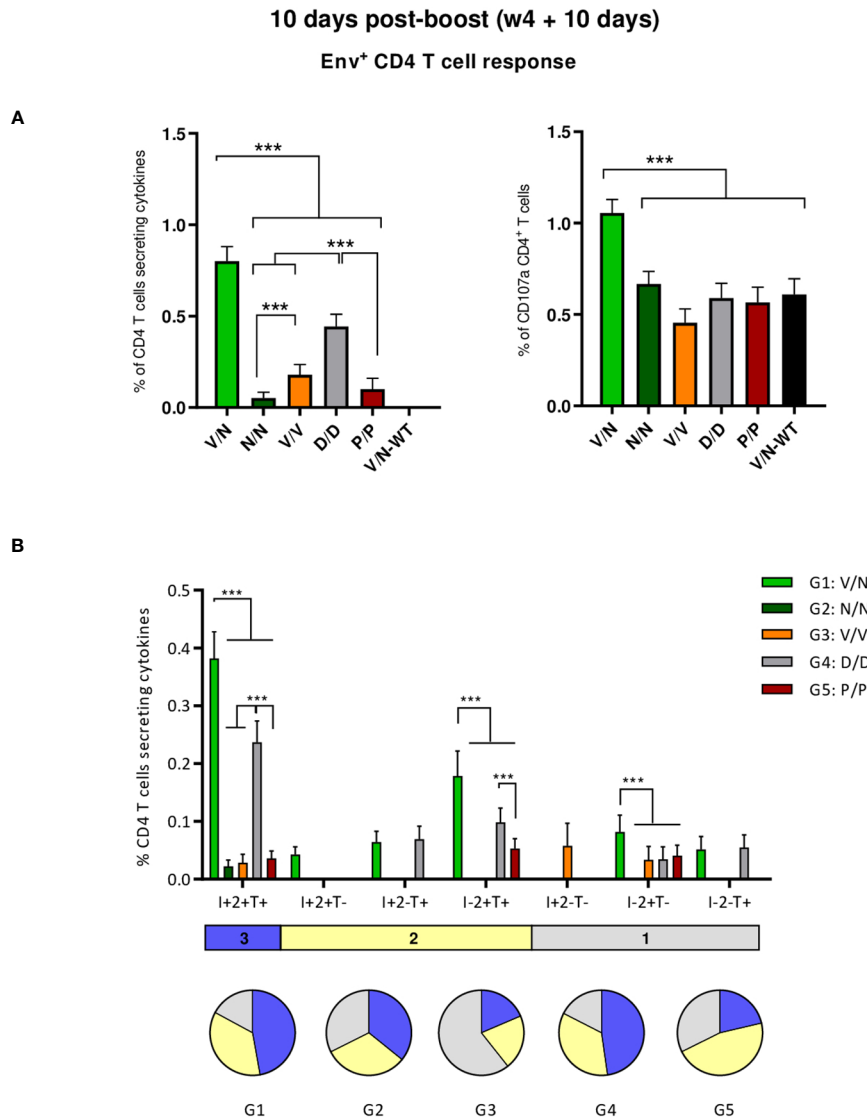 10 days post-boost (w4 + 10 days)
Env+ CD4 T cell response
A
% of CD4 T cells secreting cytokines
1.5
1.0
0.5
0.0
***
***
***
V/N
N/N
V/V
D/D
P/P
V/N-WT
% of CD107a CD4+ T cells
1.5
1.0
0.5
0.0
***
V/N
N/N
V/V
D/D
P/P
V/N-WT
B
% CD4 T cells secreting cytokines
0.5
0.4
0.3
0.2
0.1
0.0
***
***
***
***
***
I+2+T+
I+2+T-
I+2-T+
I-2+T+
I+2-T-
I-2+T-
I-2-T+
G1: V/N
G2: N/N
G3: V/V
G4: D/D
G5: P/P
3
2
1
G1
G2
G3
G4
G5